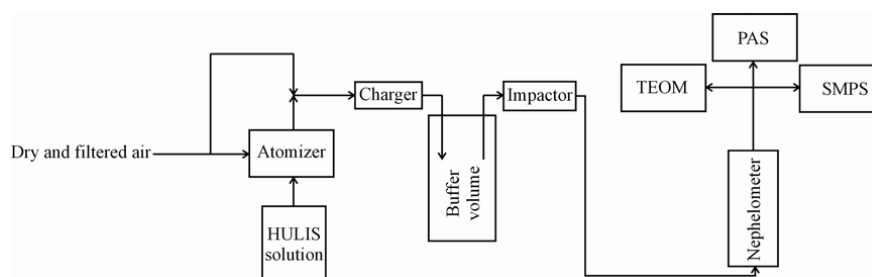 PAS
TEOM
SMPS
Charger
Impactor
Dry and filtered air
Atomizer
Buffer
volume
Nephelometer
HULIS
solution